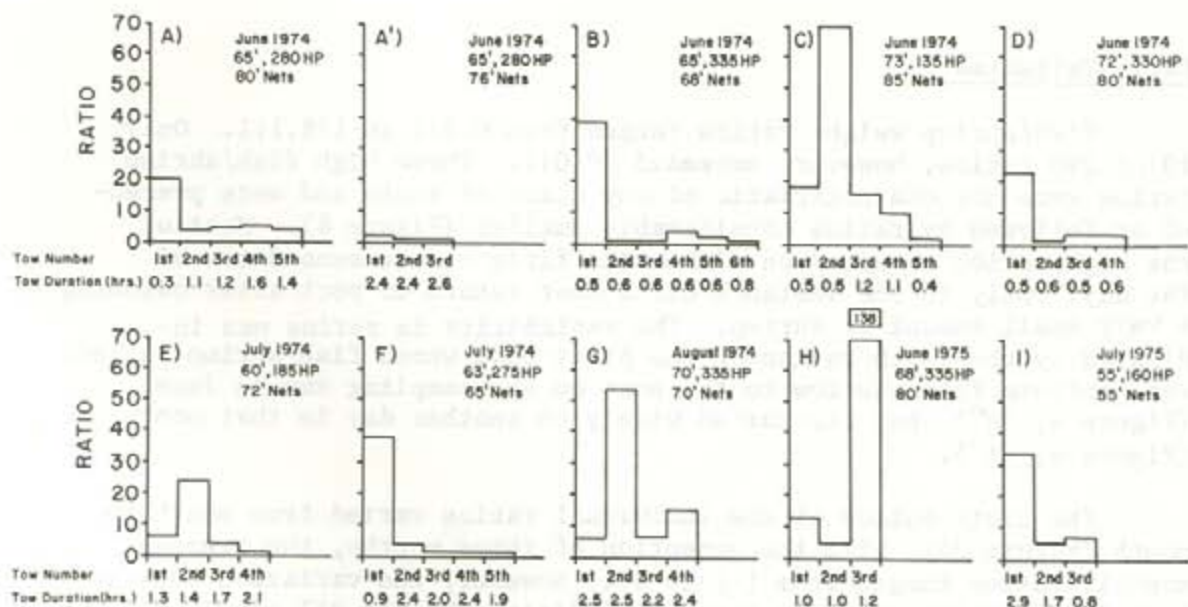 A) June 1974 65', 280 HP 80' Nets
A') June 1974 65', 280 HP 76' Nets
B) June 1974 65', 335 HP 68' Nets
C) June 1974 73', 135 HP 85' Nets
D) June 1974 72', 330 HP 80' Nets
RATIO
70
60
50
40
30
20
10
0
Tow Number 1st 2nd 3rd 4th 5th 1st 2nd 3rd 1st 2nd 3rd 4th 5th 6th 1st 2nd 3rd 4th 5th 1st 2nd 3rd 4th
Tow Duration (hrs.) 0.3 1.1 1.2 1.6 1.4 2.4 2.4 2.6 0.5 0.6 0.5 0.6 0.6 0.8 0.5 0.8 1.2 1.1 0.4 0.5 0.6 0.5 0.6
138
E) July 1974 60', 185 HP 72' Nets
F) July 1974 63', 275 HP 65' Nets
G) August 1974 70', 335 HP 70' Nets
H) June 1975 68', 335 HP 80' Nets
I) July 1975 55', 160 HP 55' Nets
RATIO
70
60
50
40
30
20
10
0
Tow Number 1st 2nd 3rd 4th 1st 2nd 3rd 4th 5th 1st 2nd 3rd 4th 1st 2nd 3rd 1st 2nd 3rd
Tow Duration (hrs.) 1.3 1.4 1.7 2.1 0.9 2.4 2.0 2.4 1.9 2.5 2.5 2.2 2.4 1.0 1.0 1.2 2.9 1.7 0.8